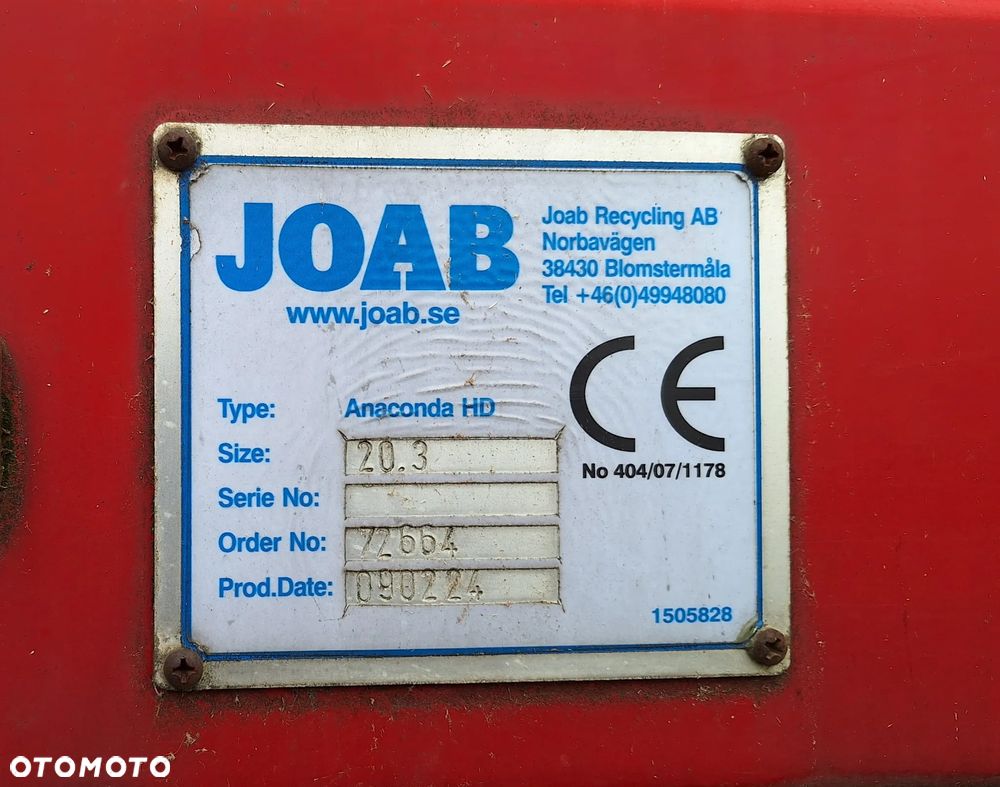 JOAB
www.joab.se
Joab Recycling AB
Norbavägen
38430 Blomstermåla
Tel +46(0)49948080
CE
No 404/07/1178
Type: Anaconda HD
Size: 20.3
Serie No:
Order No: 72664
Prod.Date: 090224
1505828
OTOMOTO